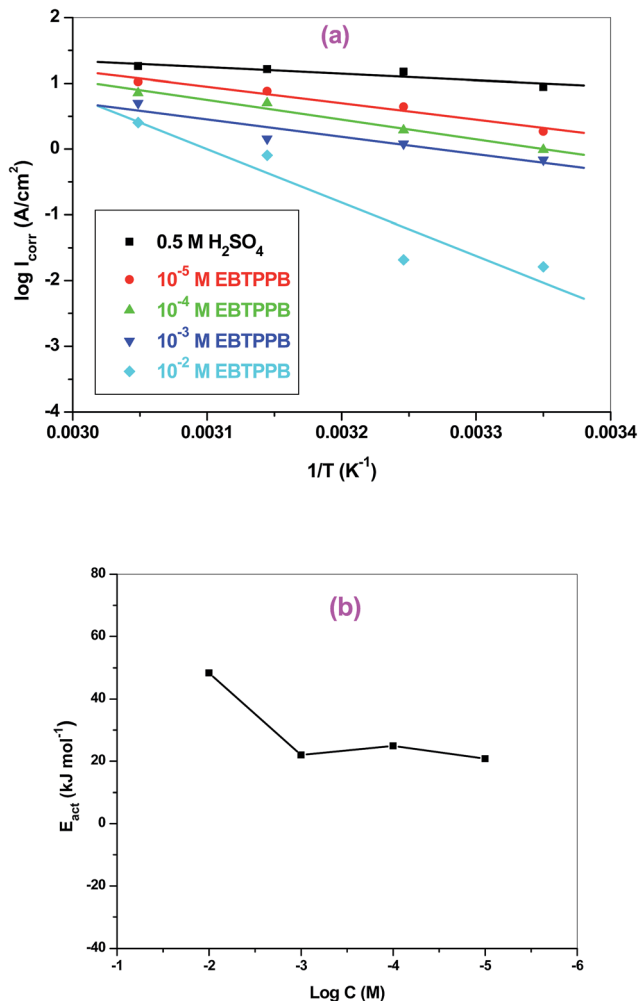 (a)
2
1
0
-1
-2
-3
-4
log I_corr (A/cm²)
0.5 M H₂SO₄
10⁻⁵ M EBTPPB
10⁻⁴ M EBTPPB
10⁻³ M EBTPPB
10⁻² M EBTPPB
0.0030 0.0031 0.0032 0.0033 0.0034
1/T (K⁻¹)
(b)
80
60
40
20
0
-20
-40
E_act (kJ mol⁻¹)
-1 -2 -3 -4 -5 -6
Log C (M)